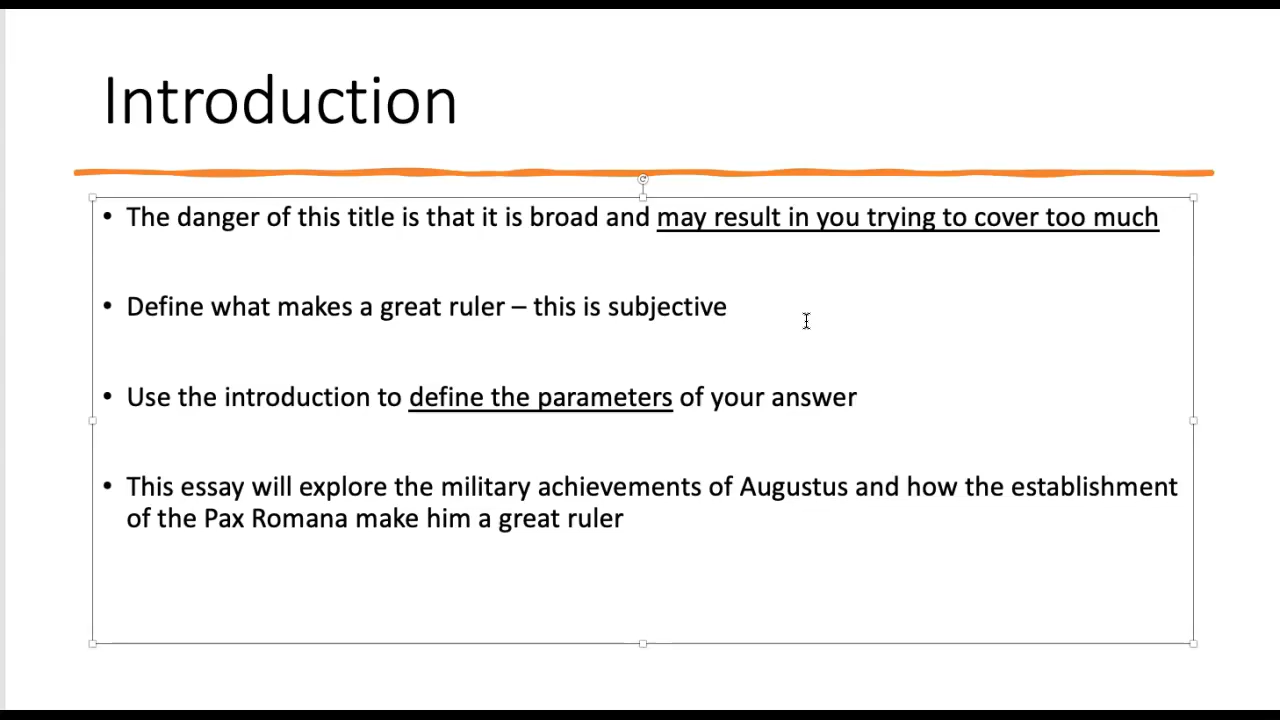 Introduction
• The danger of this title is that it is broad and may result in you trying to cover too much
• Define what makes a great ruler – this is subjective
• Use the introduction to define the parameters of your answer
• This essay will explore the military achievements of Augustus and how the establishment
of the Pax Romana make him a great ruler